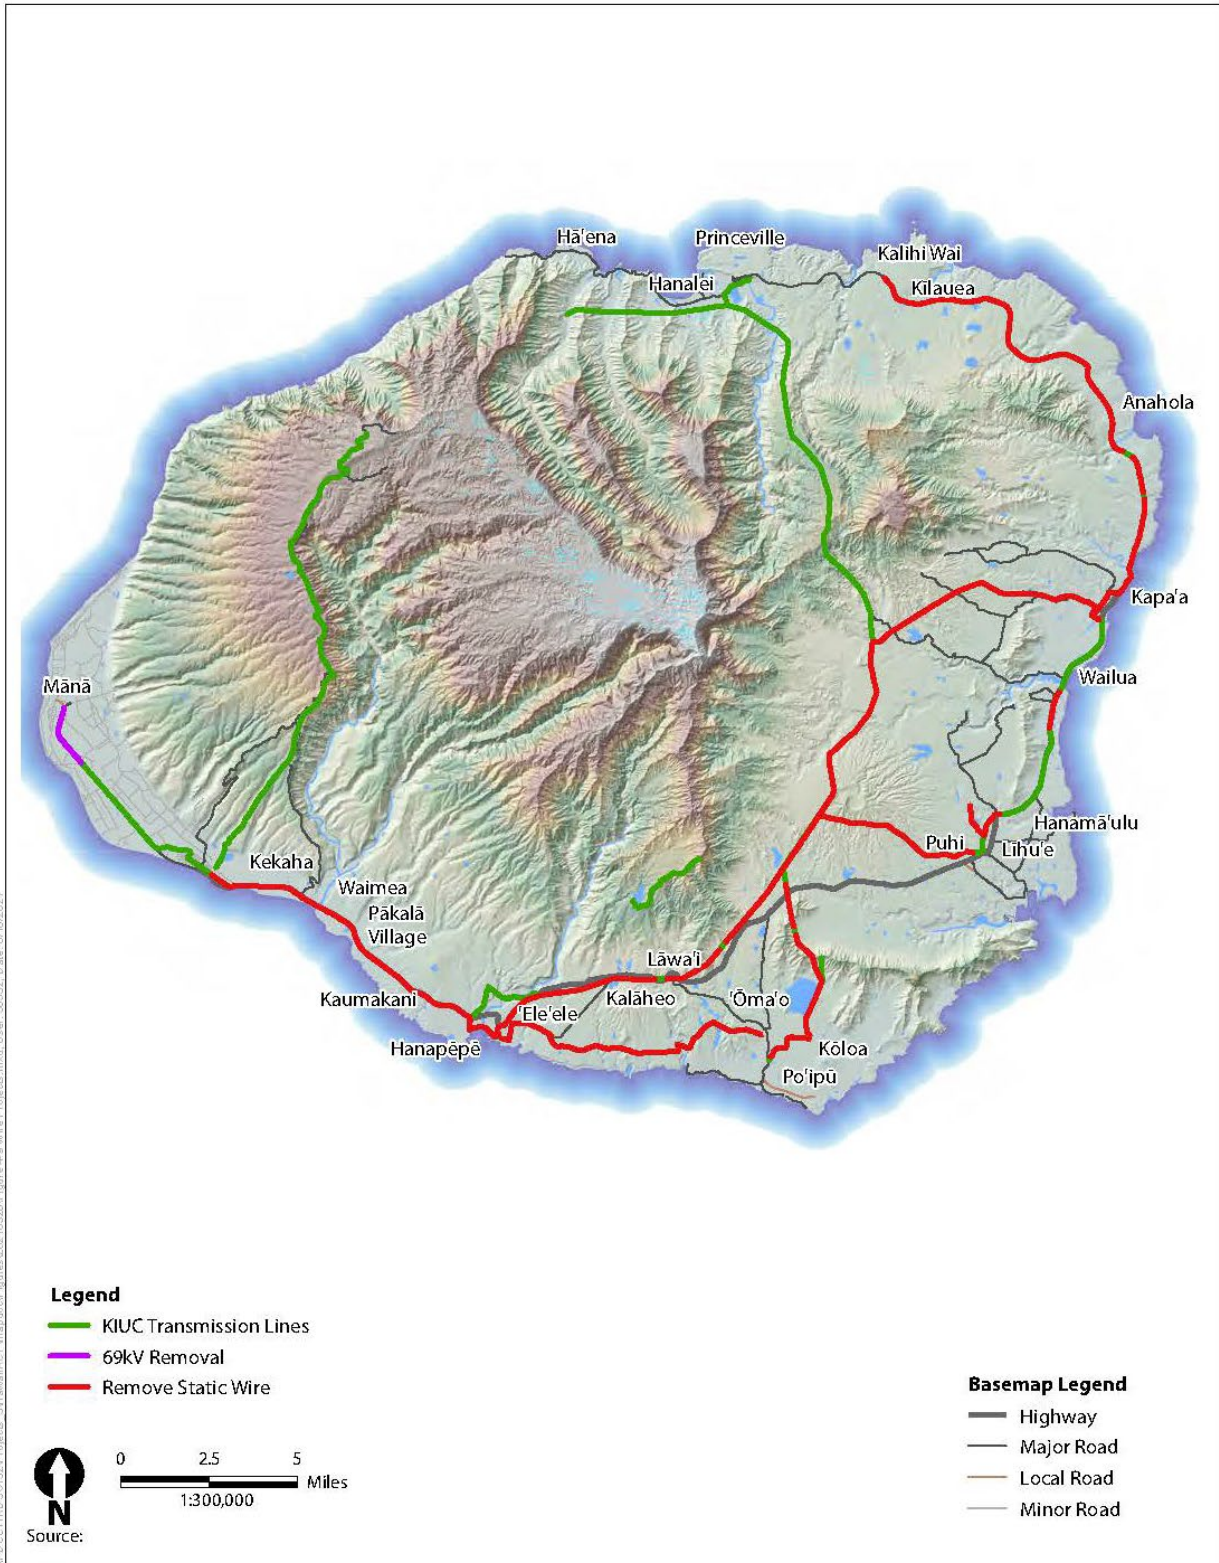 Hā'ena
Princeville
Kalihi Wai
Hanalei
Kilauea
Anahola
Kapa'a
Wailua
Mānā
Hanamā'ulu
Puhi
Līhu'e
Kekaha
Waimea
Pākalā
Village
Lāwa'i
Kaumakani
Kalāheo
'Ōma'o
'Ele'ele
Hanapēpē
Kōloa
Po'ipū
Legend
KIUC Transmission Lines
69kV Removal
Remove Static Wire
Basemap Legend
Highway
Major Road
Local Road
Minor Road
0 2.5 5
Miles
1:300,000
N
Source: